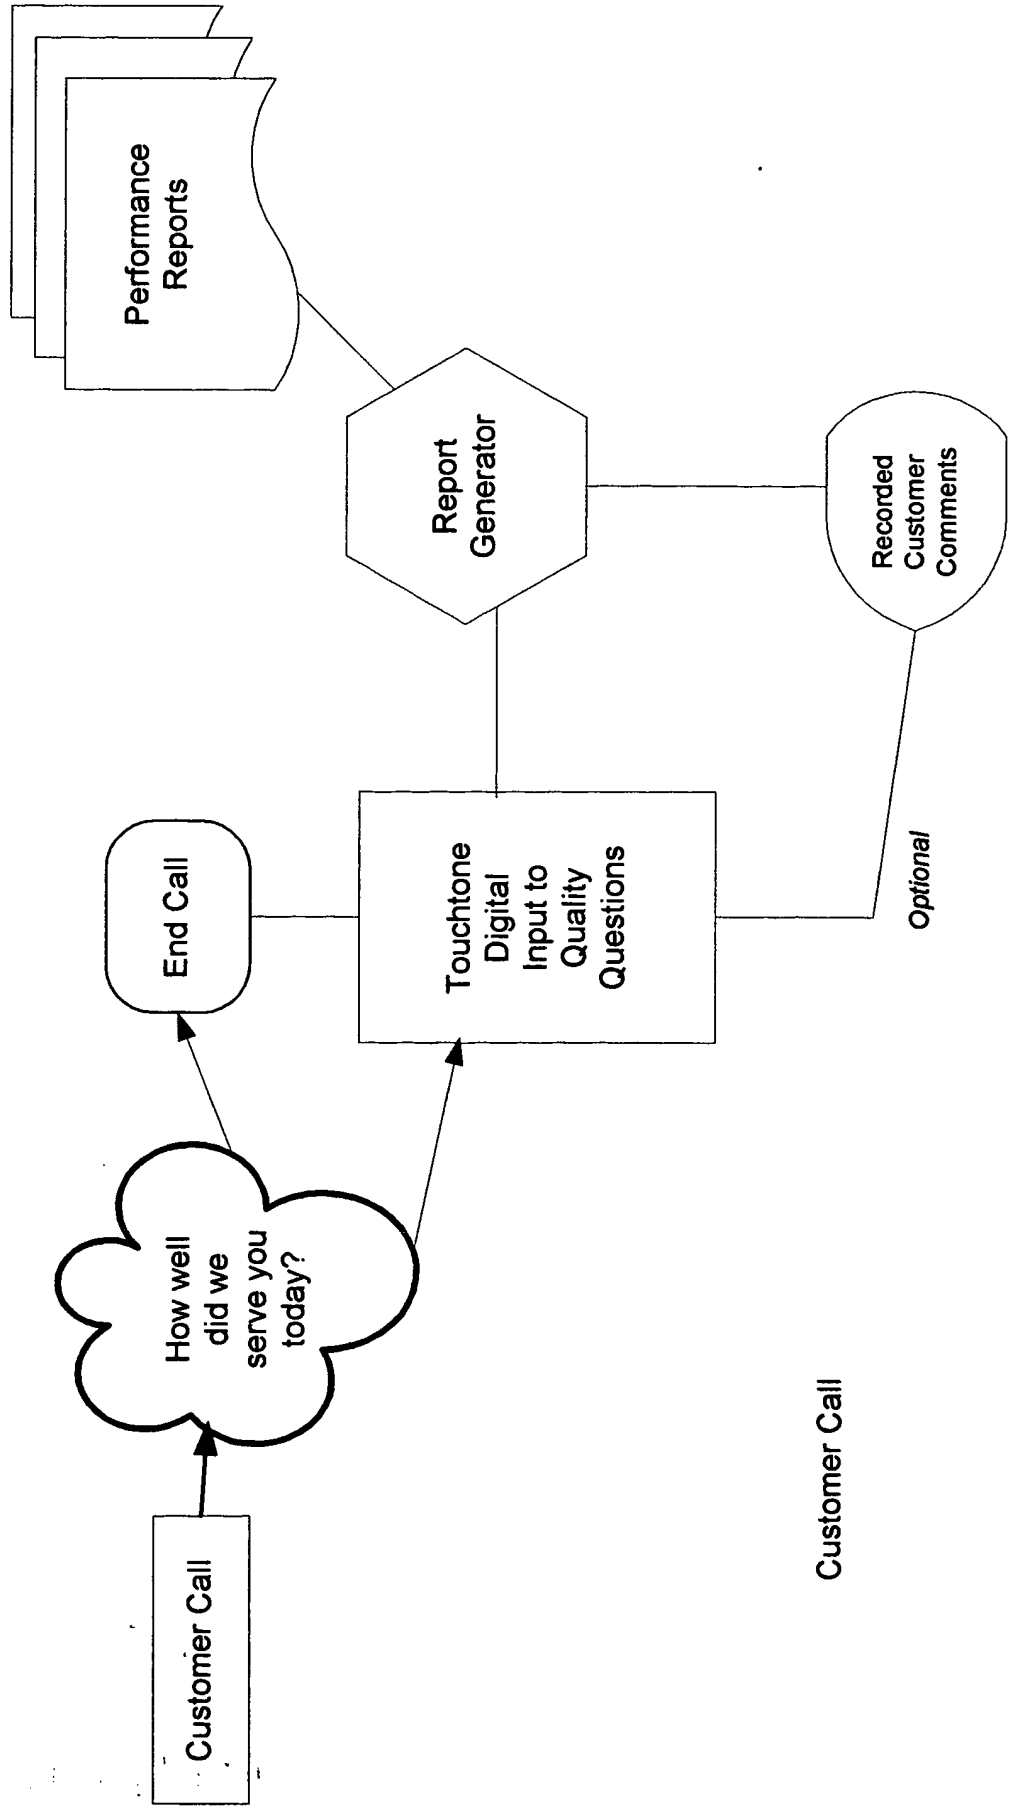 Customer Call
How well
did we
serve you
today?
End Call
Touchtone
Digital
Input to
Quality
Questions
Optional
Report
Generator
Recorded
Customer
Comments
Performance
Reports
Customer Call